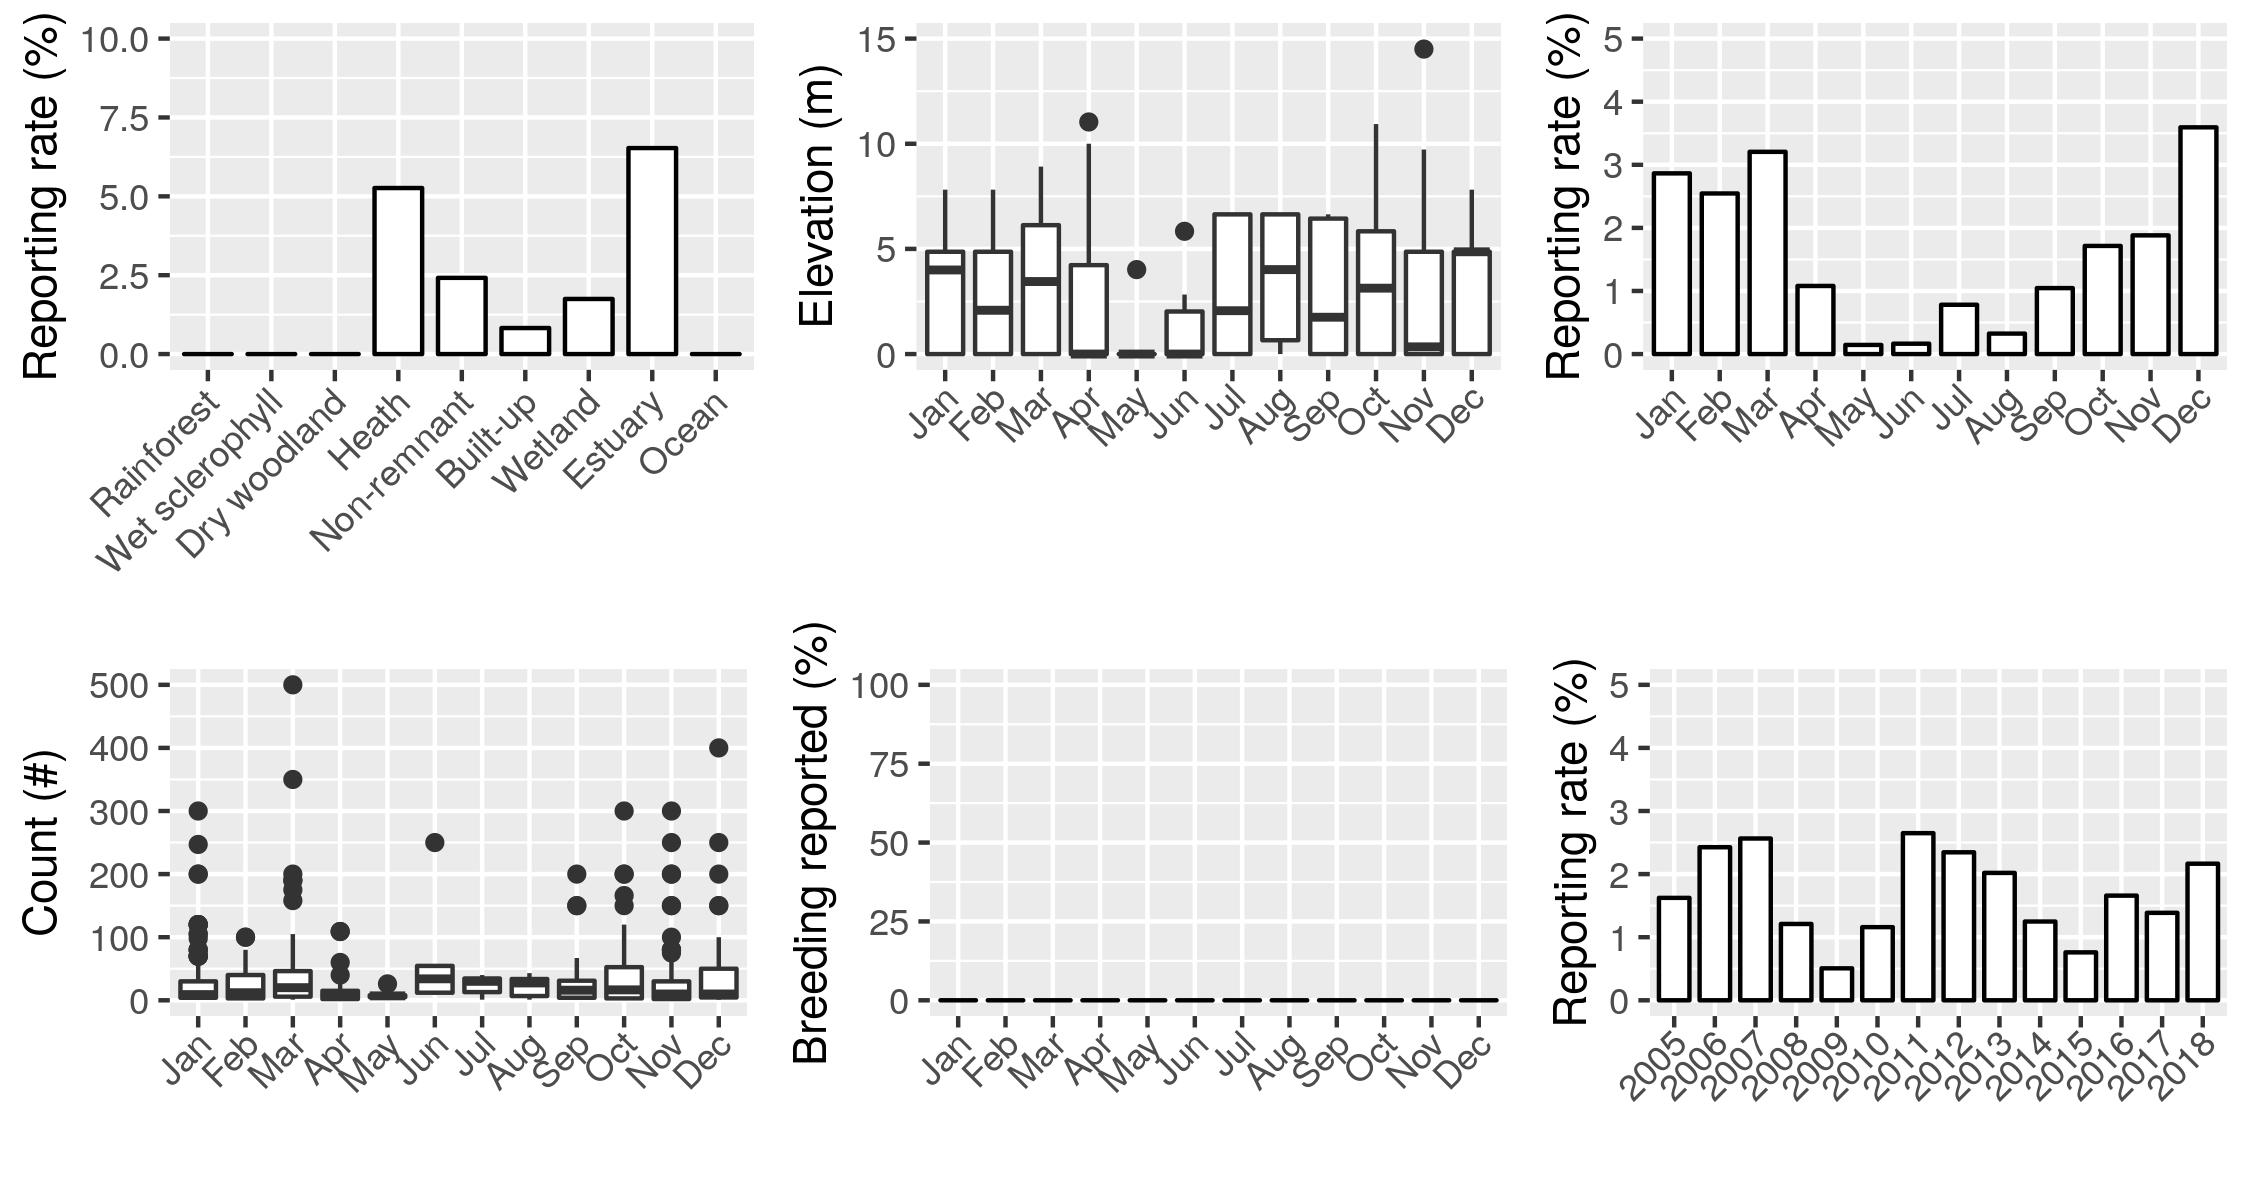 Reporting rate (%)
10.0
7.5
5.0
2.5
0.0
Rainforest
Wet sclerophyll
Dry woodland
Heath
Non-remnant
Built-up
Wetland
Estuary
Ocean
Elevation (m)
15
10
5
0
Jan
Feb
Mar
Apr
May
Jun
Jul
Aug
Sep
Oct
Nov
Dec
Reporting rate (%)
5
4
3
2
1
0
Jan
Feb
Mar
Apr
May
Jun
Jul
Aug
Sep
Oct
Nov
Dec
Count (#)
500
400
300
200
100
0
Jan
Feb
Mar
Apr
May
Jun
Jul
Aug
Sep
Oct
Nov
Dec
Breeding reported (%)
100
75
50
25
0
Jan
Feb
Mar
Apr
May
Jun
Jul
Aug
Sep
Oct
Nov
Dec
Reporting rate (%)
5
4
3
2
1
0
2005
2006
2007
2008
2009
2010
2011
2012
2013
2014
2015
2016
2017
2018